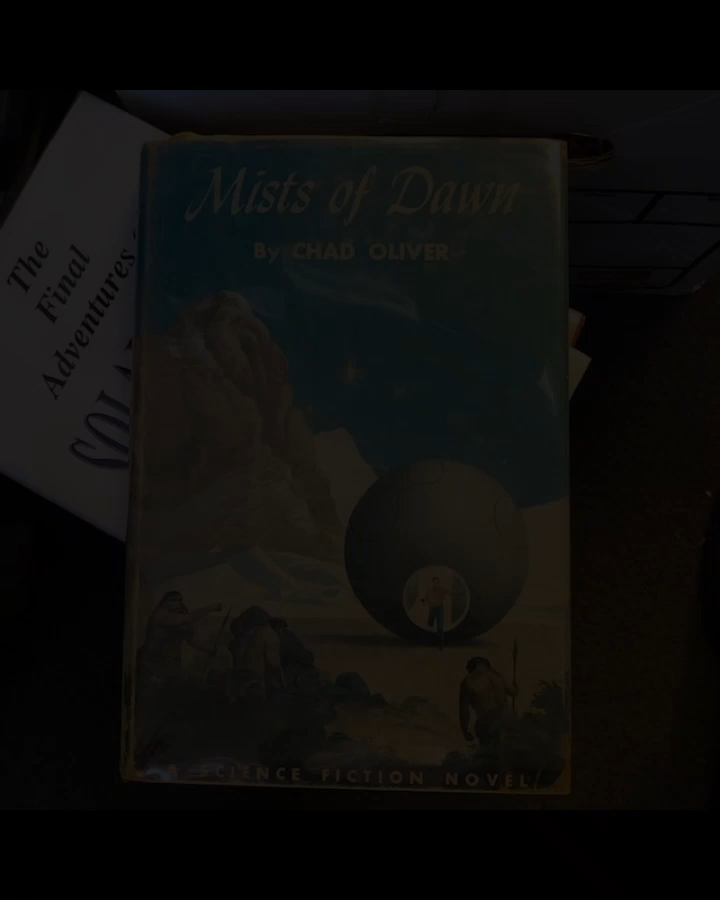 Mists of Dawn
By CHAD OLIVER
The
Final
Adventures
A SCIENCE FICTION NOVEL